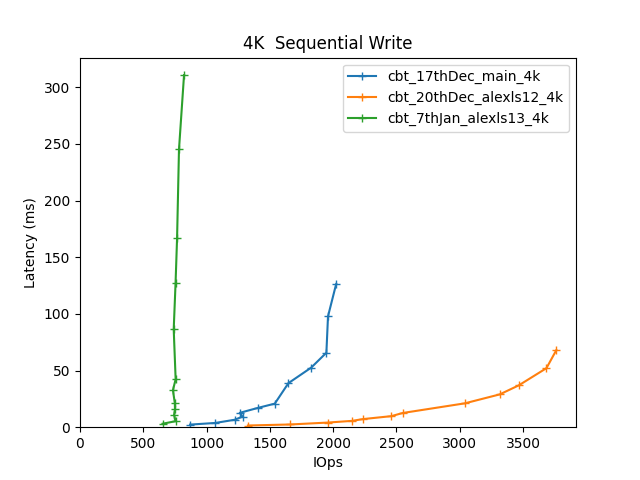 4K  Sequential Write
cbt_17thDec_main_4k
cbt_20thDec_alexls12_4k
cbt_7thJan_alexls13_4k
Latency (ms)
300
250
200
150
100
50
0
0 500 1000 1500 2000 2500 3000 3500
IOps